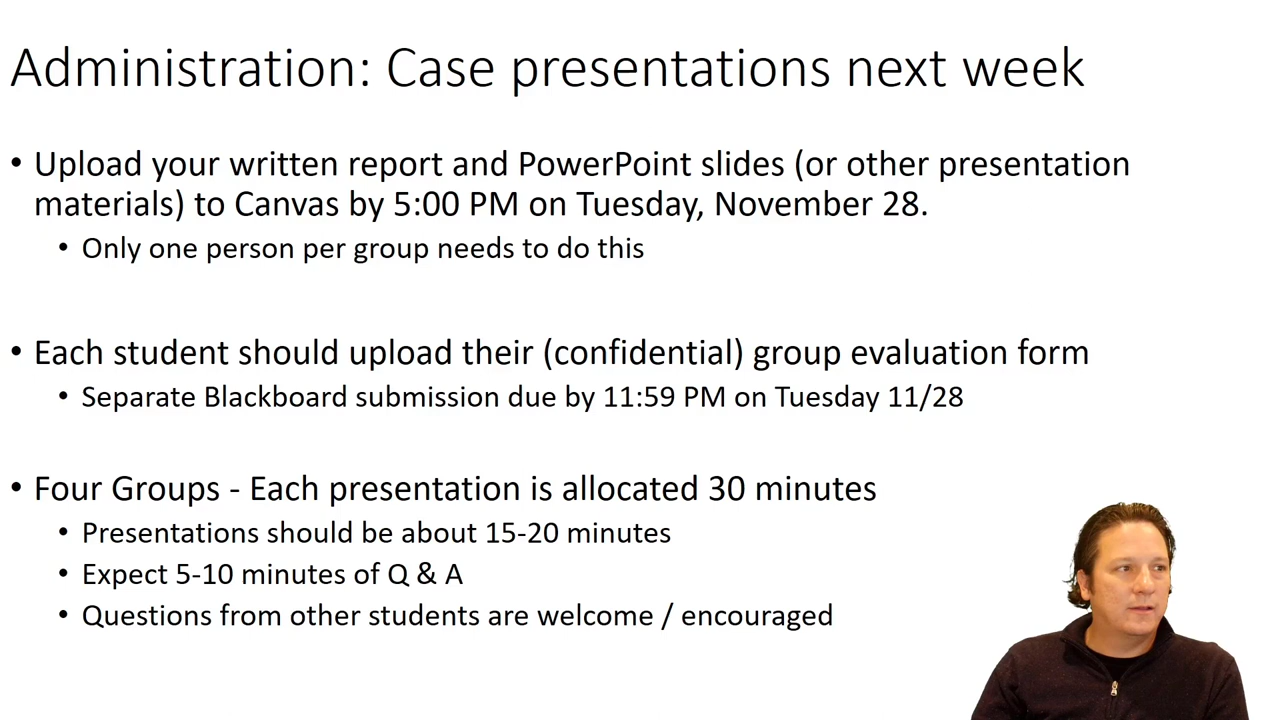 Administration: Case presentations next week
• Upload your written report and PowerPoint slides (or other presentation
materials) to Canvas by 5:00 PM on Tuesday, November 28.
• Only one person per group needs to do this
• Each student should upload their (confidential) group evaluation form
• Separate Blackboard submission due by 11:59 PM on Tuesday 11/28
• Four Groups - Each presentation is allocated 30 minutes
• Presentations should be about 15-20 minutes
• Expect 5-10 minutes of Q & A
• Questions from other students are welcome / encouraged